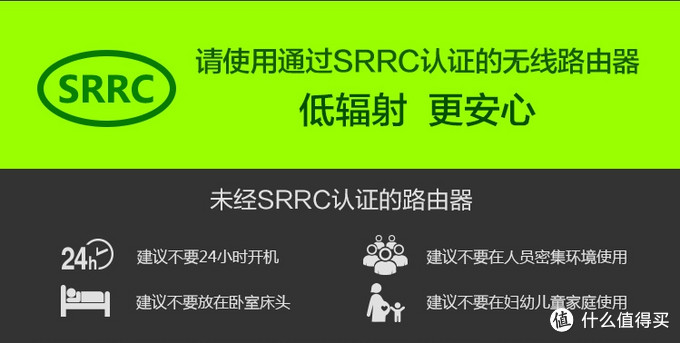 SRRC
请使用通过SRRC认证的无线路由器
低辐射 更安心
未经SRRC认证的路由器
24h
建议不要24小时开机
建议不要在人员密集环境使用
建议不要放在卧室床头
建议不要在妇幼儿童家庭使用
值 什么值得买